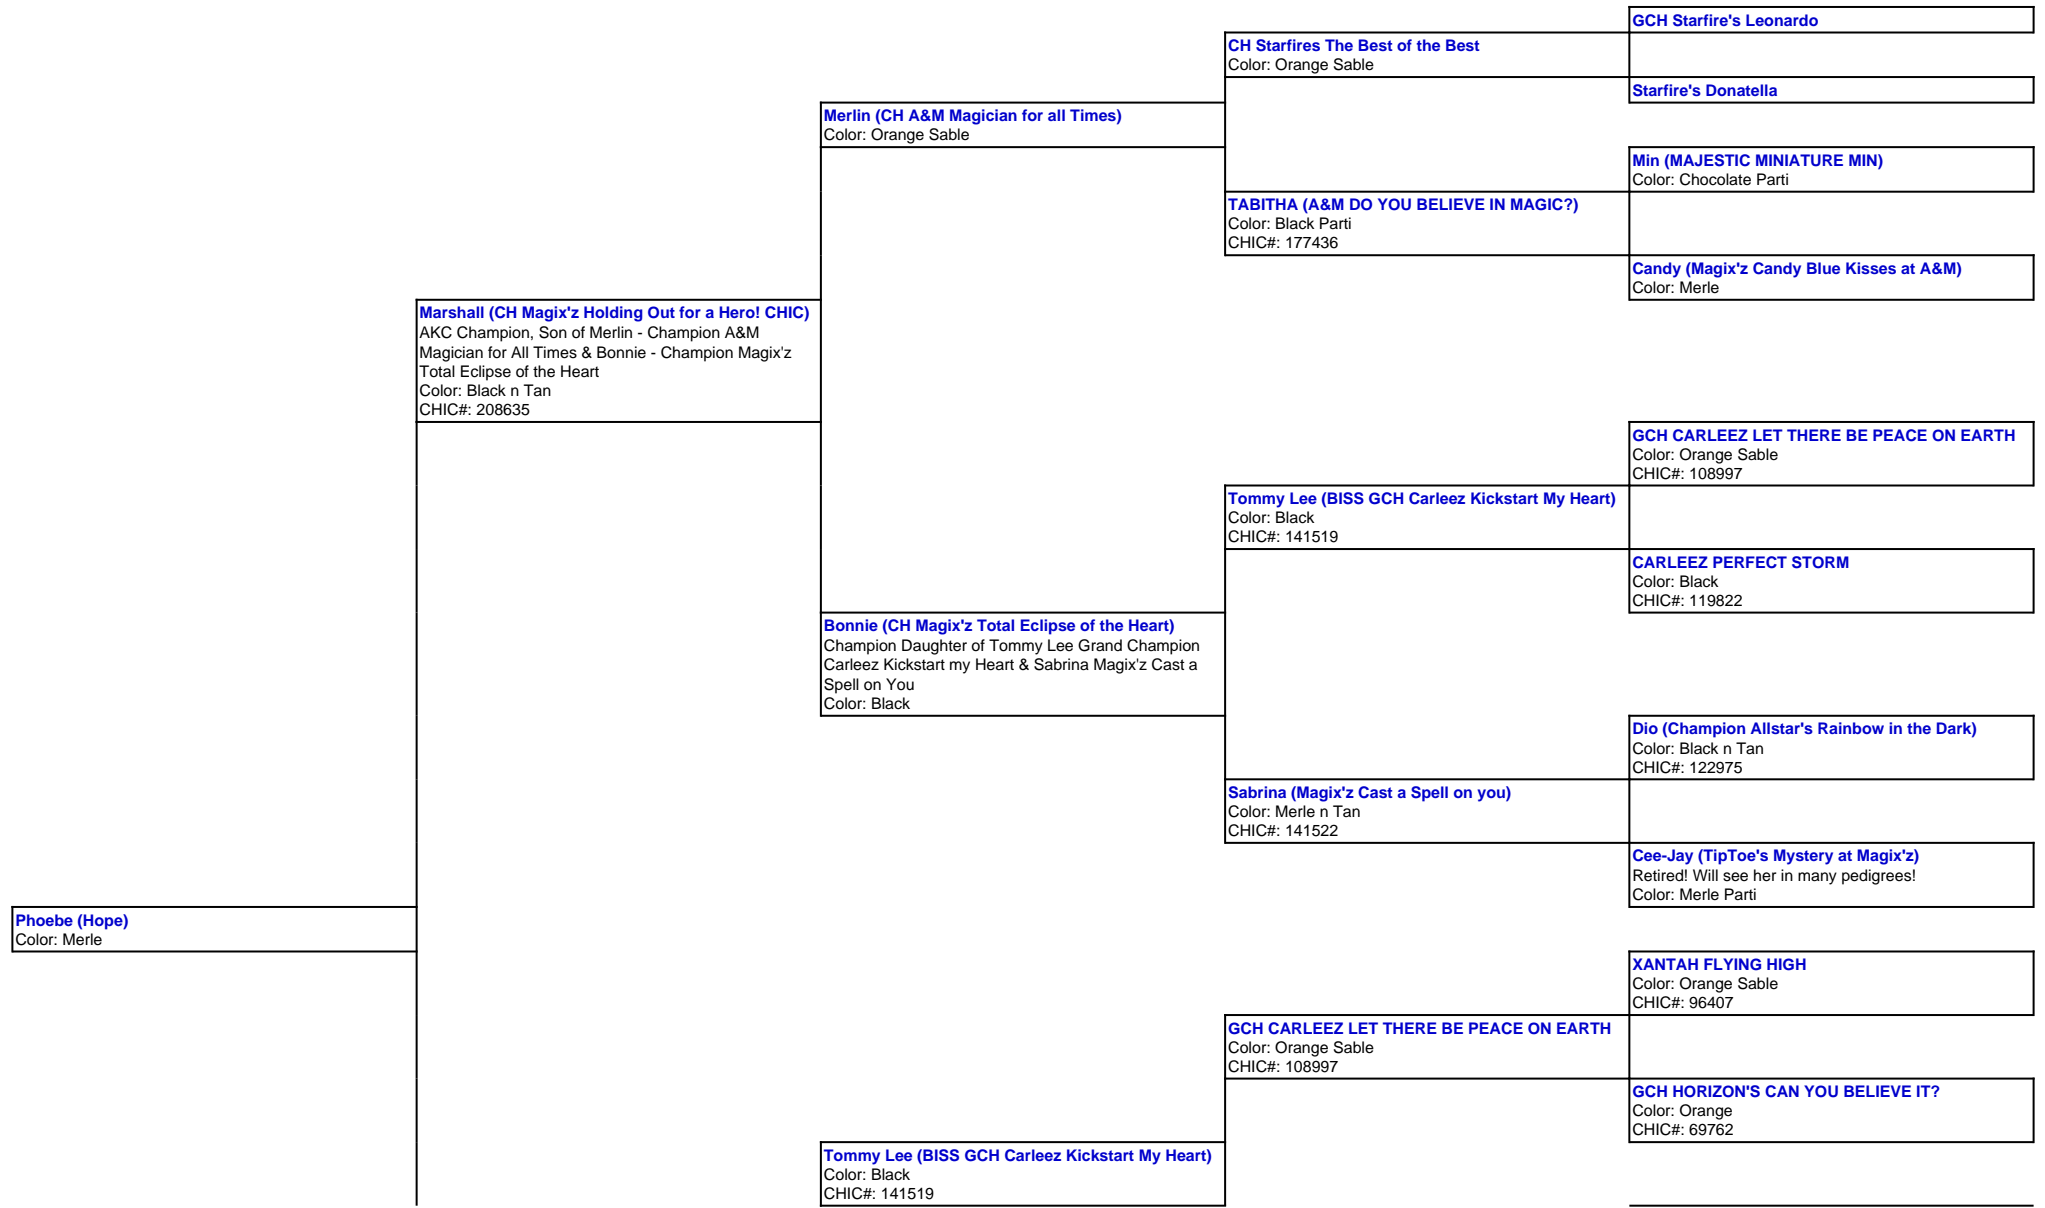 GCH Starfire's Leonardo
CH Starfires The Best of the Best
Color: Orange Sable
Starfire's Donatella
Merlin (CH A&M Magician for all Times)
Color: Orange Sable
Min (MAJESTIC MINIATURE MIN)
Color: Chocolate Parti
TABITHA (A&M DO YOU BELIEVE IN MAGIC?)
Color: Black Parti
CHIC#: 177436
Candy (Magix'z Candy Blue Kisses at A&M)
Color: Merle
Marshall (CH Magix'z Holding Out for a Hero! CHIC)
AKC Champion, Son of Merlin - Champion A&M
Magician for All Times & Bonnie - Champion Magix'z
Total Eclipse of the Heart
Color: Black n Tan
CHIC#: 208635
GCH CARLEEZ LET THERE BE PEACE ON EARTH
Color: Orange Sable
CHIC#: 108997
Tommy Lee (BISS GCH Carleez Kickstart My Heart)
Color: Black
CHIC#: 141519
CARLEEZ PERFECT STORM
Color: Black
CHIC#: 119822
Bonnie (CH Magix'z Total Eclipse of the Heart)
Champion Daughter of Tommy Lee Grand Champion
Carleez Kickstart my Heart & Sabrina Magix'z Cast a
Spell on You
Color: Black
Dio (Champion Allstar's Rainbow in the Dark)
Color: Black n Tan
CHIC#: 122975
Sabrina (Magix'z Cast a Spell on you)
Color: Merle n Tan
CHIC#: 141522
Cee-Jay (TipToe's Mystery at Magix'z)
Retired! Will see her in many pedigrees!
Color: Merle Parti
Phoebe (Hope)
Color: Merle
XANTAH FLYING HIGH
Color: Orange Sable
CHIC#: 96407
GCH CARLEEZ LET THERE BE PEACE ON EARTH
Color: Orange Sable
CHIC#: 108997
GCH HORIZON'S CAN YOU BELIEVE IT?
Color: Orange
CHIC#: 69762
Tommy Lee (BISS GCH Carleez Kickstart My Heart)
Color: Black
CHIC#: 141519